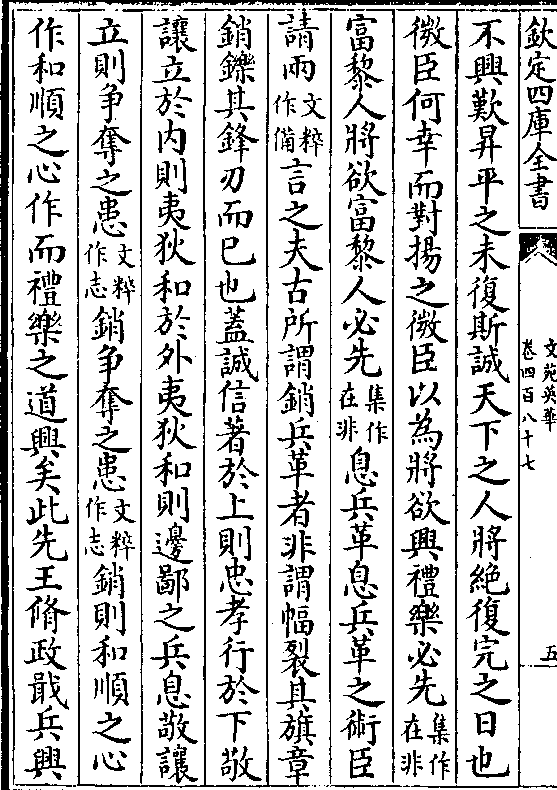 欽定四庫全書
文苑英華
卷四百八十七
五
不興歎昇平之未復斯誠天下之人將絶復完之日也
微臣何幸而對揚之微臣以為將欲興禮樂必先集作在非
富黎人將欲富黎人必先集作在非息兵革息兵革之術臣
請雨文粹作備言之夫古所謂銷兵革者非謂幅裂其旗章
銷鑠其鋒刃而已也蓋誠信著於上則忠孝行於下敬
讓立於内則夷狄和於外夷狄和則邊鄙之兵息敬讓
立則争奪之患文粹作志銷争奪之患文粹作志銷則和順之心
作和順之心作而禮樂之道興矣此先王脩政戢兵興